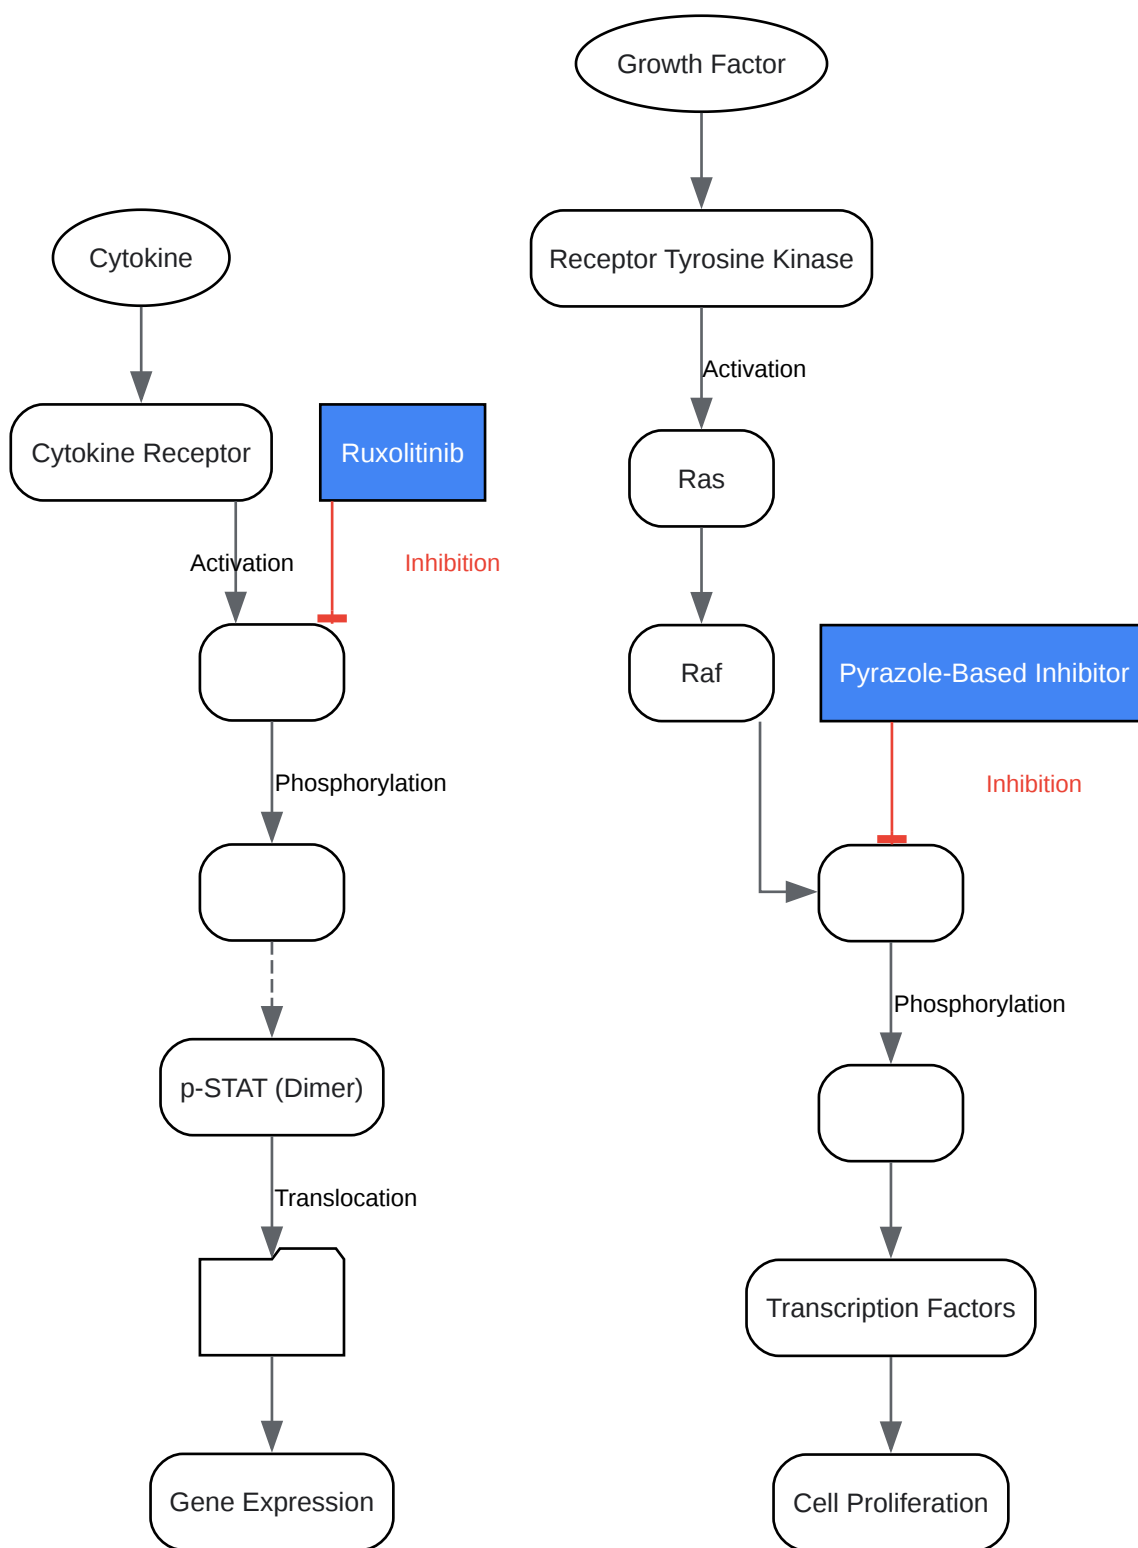 Growth Factor
Cytokine
Receptor Tyrosine Kinase
Activation
Cytokine Receptor
Ruxolitinib
Ras
Activation
Inhibition
Raf
Pyrazole-Based Inhibitor
Phosphorylation
Inhibition
Phosphorylation
p-STAT (Dimer)
Translocation
Transcription Factors
Gene Expression
Cell Proliferation